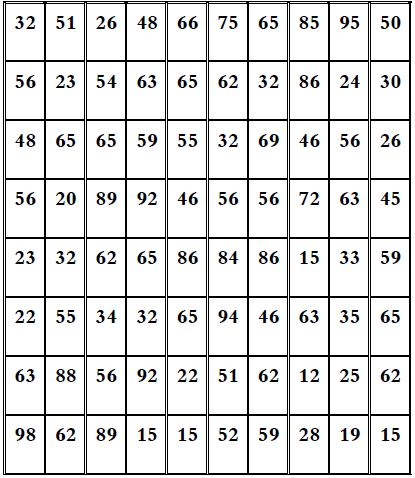 32 51 26 48 66 75 65 85 95 50
56 23 54 63 65 62 32 86 24 30
48 65 65 59 55 32 69 46 56 26
56 20 89 92 46 56 56 72 63 45
23 32 62 65 86 84 86 15 33 59
22 55 34 32 65 94 46 63 35 65
63 88 56 92 22 51 62 12 25 62
98 62 89 15 15 52 59 28 19 15